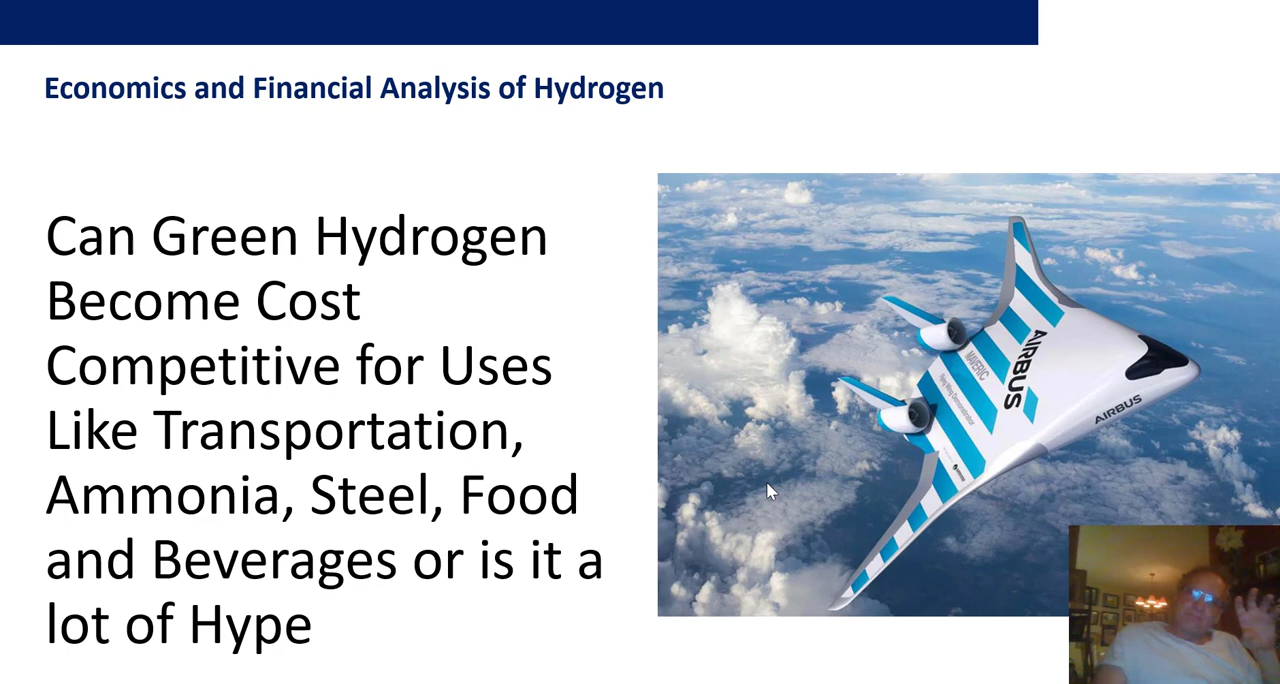 Economics and Financial Analysis of Hydrogen
Can Green Hydrogen
Become Cost
Competitive for Uses
Like Transportation,
Ammonia, Steel, Food
and Beverages or is it a
lot of Hype
AIRBUS
MAVERIC
AIRBUS